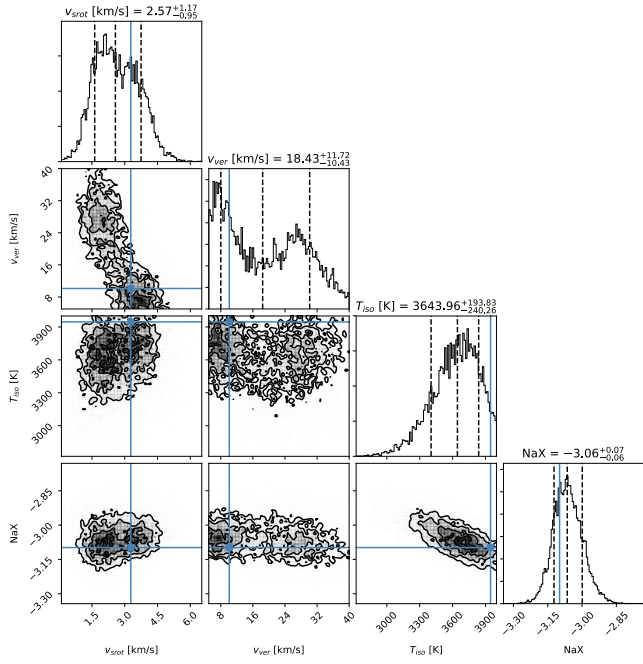 v_srot [km/s] = 2.57^{+1.17}_{-0.95}
v_ver [km/s] = 18.43^{+11.72}_{-10.43}
40
32
24
16
8
v_ver [km/s]
T_iso [K] = 3643.96^{+193.83}_{-240.26}
3900
3600
3300
3000
T_iso [K]
NaX = −3.06^{+0.07}_{-0.06}
−2.85
−3.00
−3.15
−3.30
NaX
1.5 3.0 4.5 6.0
v_srot [km/s]
8 16 24 32 40
v_ver [km/s]
3000 3300 3600 3900
T_iso [K]
−3.30 −3.15 −3.00 −2.85
NaX